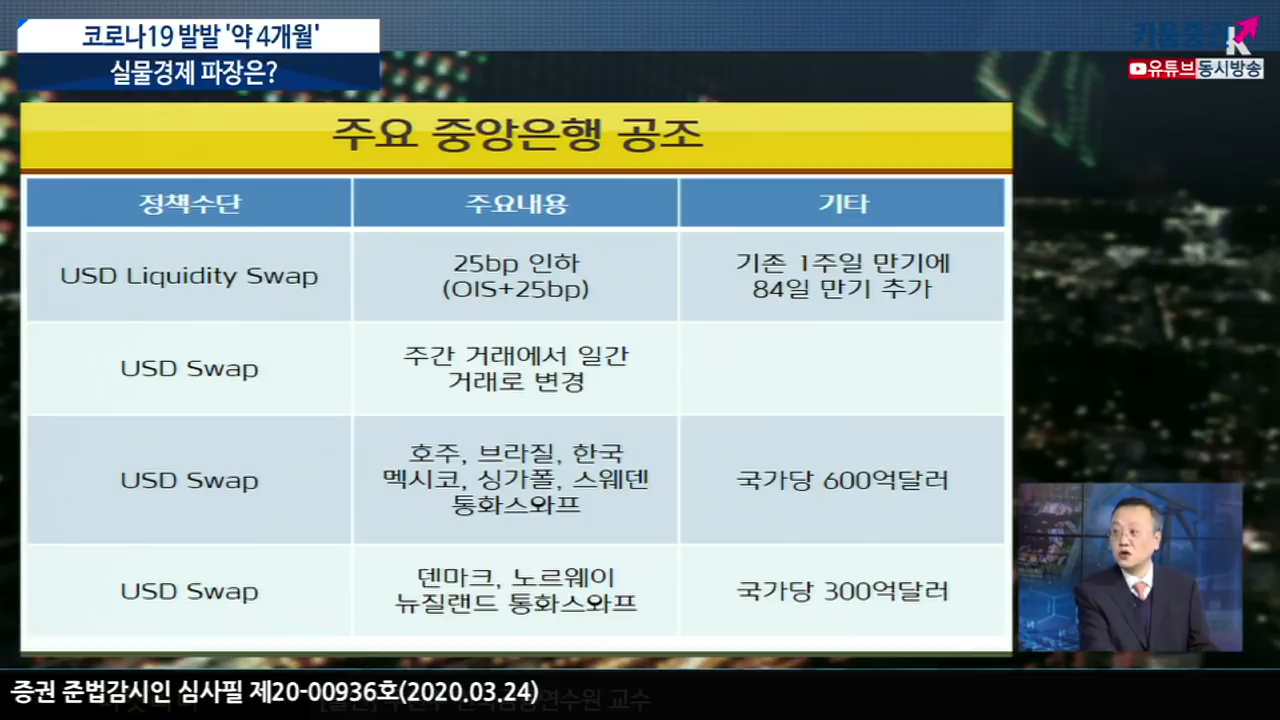 코로나19 발발 '약 4개월'
실물경제 파장은?
키움증권
유튜브 동시방송
주요 중앙은행 공조
정책수단 주요내용 기타
USD Liquidity Swap
25bp 인하
(OIS+25bp)
기존 1주일 만기에
84일 만기 추가
USD Swap
주간 거래에서 일간
거래로 변경
USD Swap
호주, 브라질, 한국
멕시코, 싱가폴, 스웨덴
통화스와프
국가당 600억달러
USD Swap
덴마크, 노르웨이
뉴질랜드 통화스와프
국가당 300억달러
증권 준법감시인 심사필 제20-00936호(2020.03.24)